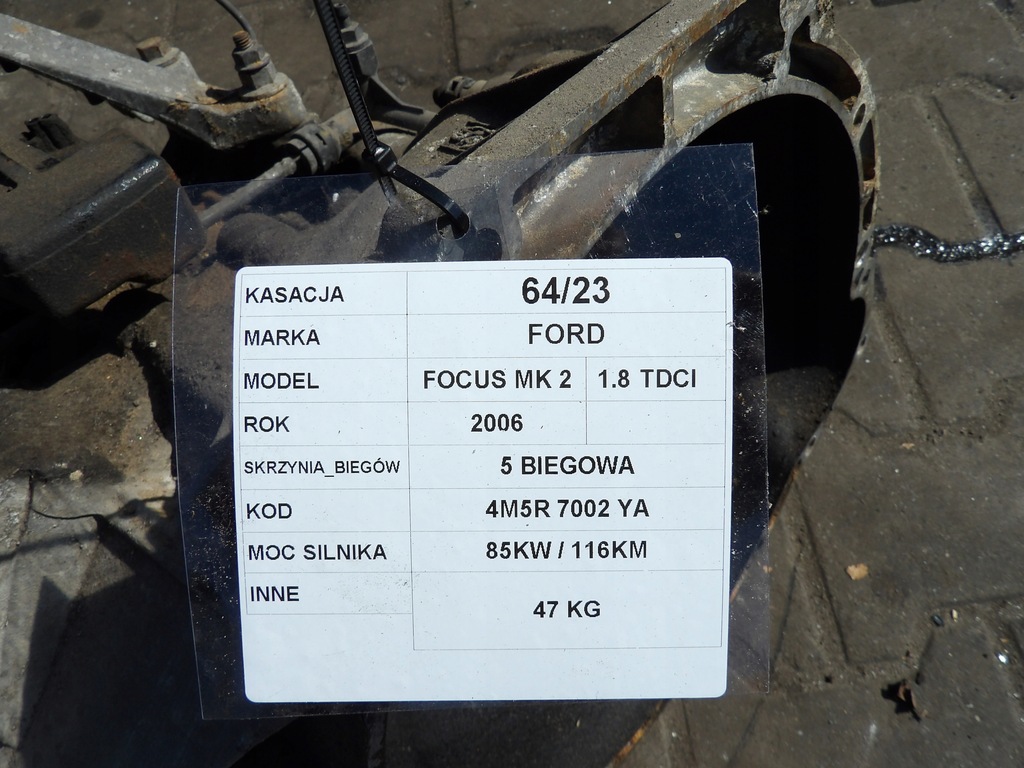 KASACJA 64/23
MARKA FORD
MODEL FOCUS MK 2 1.8 TDCI
ROK 2006
SKRZYNIA_BIEGÓW 5 BIEGOWA
KOD 4M5R 7002 YA
MOC SILNIKA 85KW / 116KM
INNE 47 KG